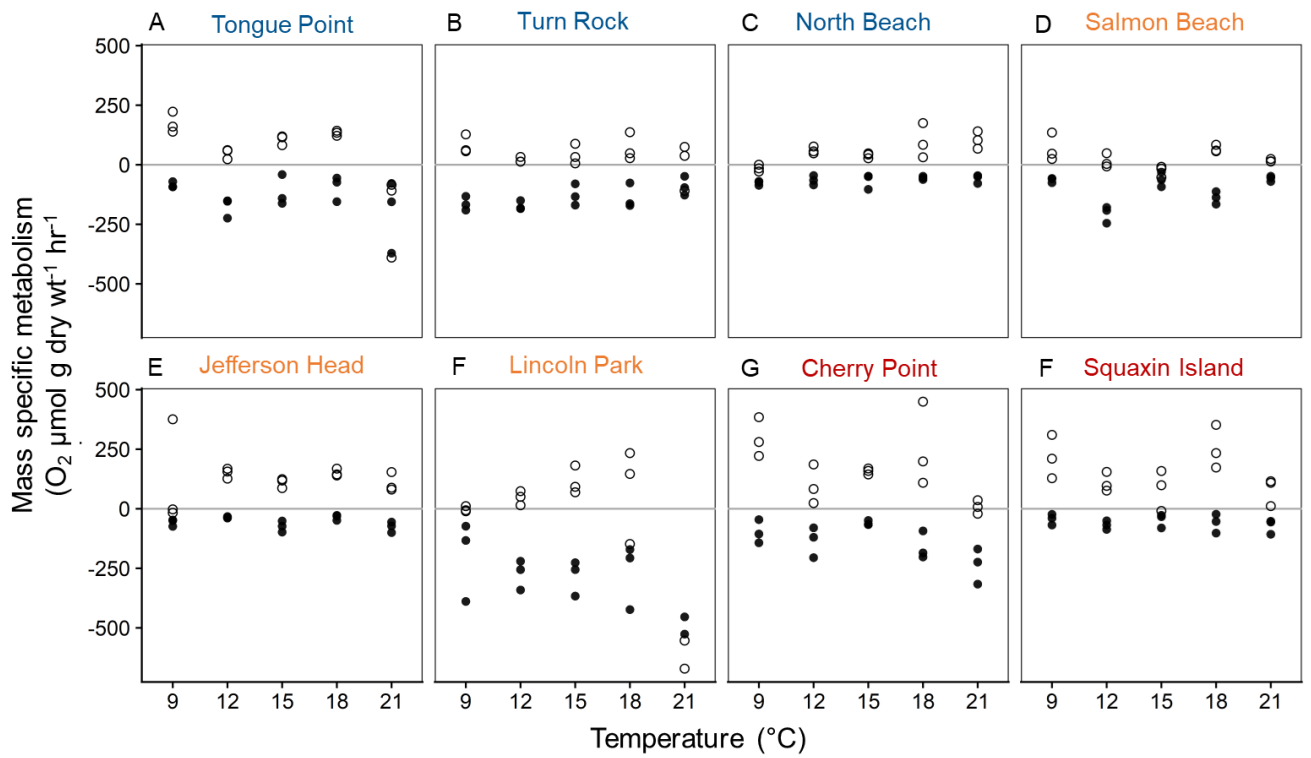 A Tongue Point
B Turn Rock
C North Beach
D Salmon Beach
500
250
0
-250
-500
E Jefferson Head
F Lincoln Park
G Cherry Point
F Squaxin Island
500
250
0
-250
-500
9 12 15 18 21
9 12 15 18 21
9 12 15 18 21
9 12 15 18 21
Temperature (°C)
Mass specific metabolism
(O₂ µmol g dry wt⁻¹ hr⁻¹